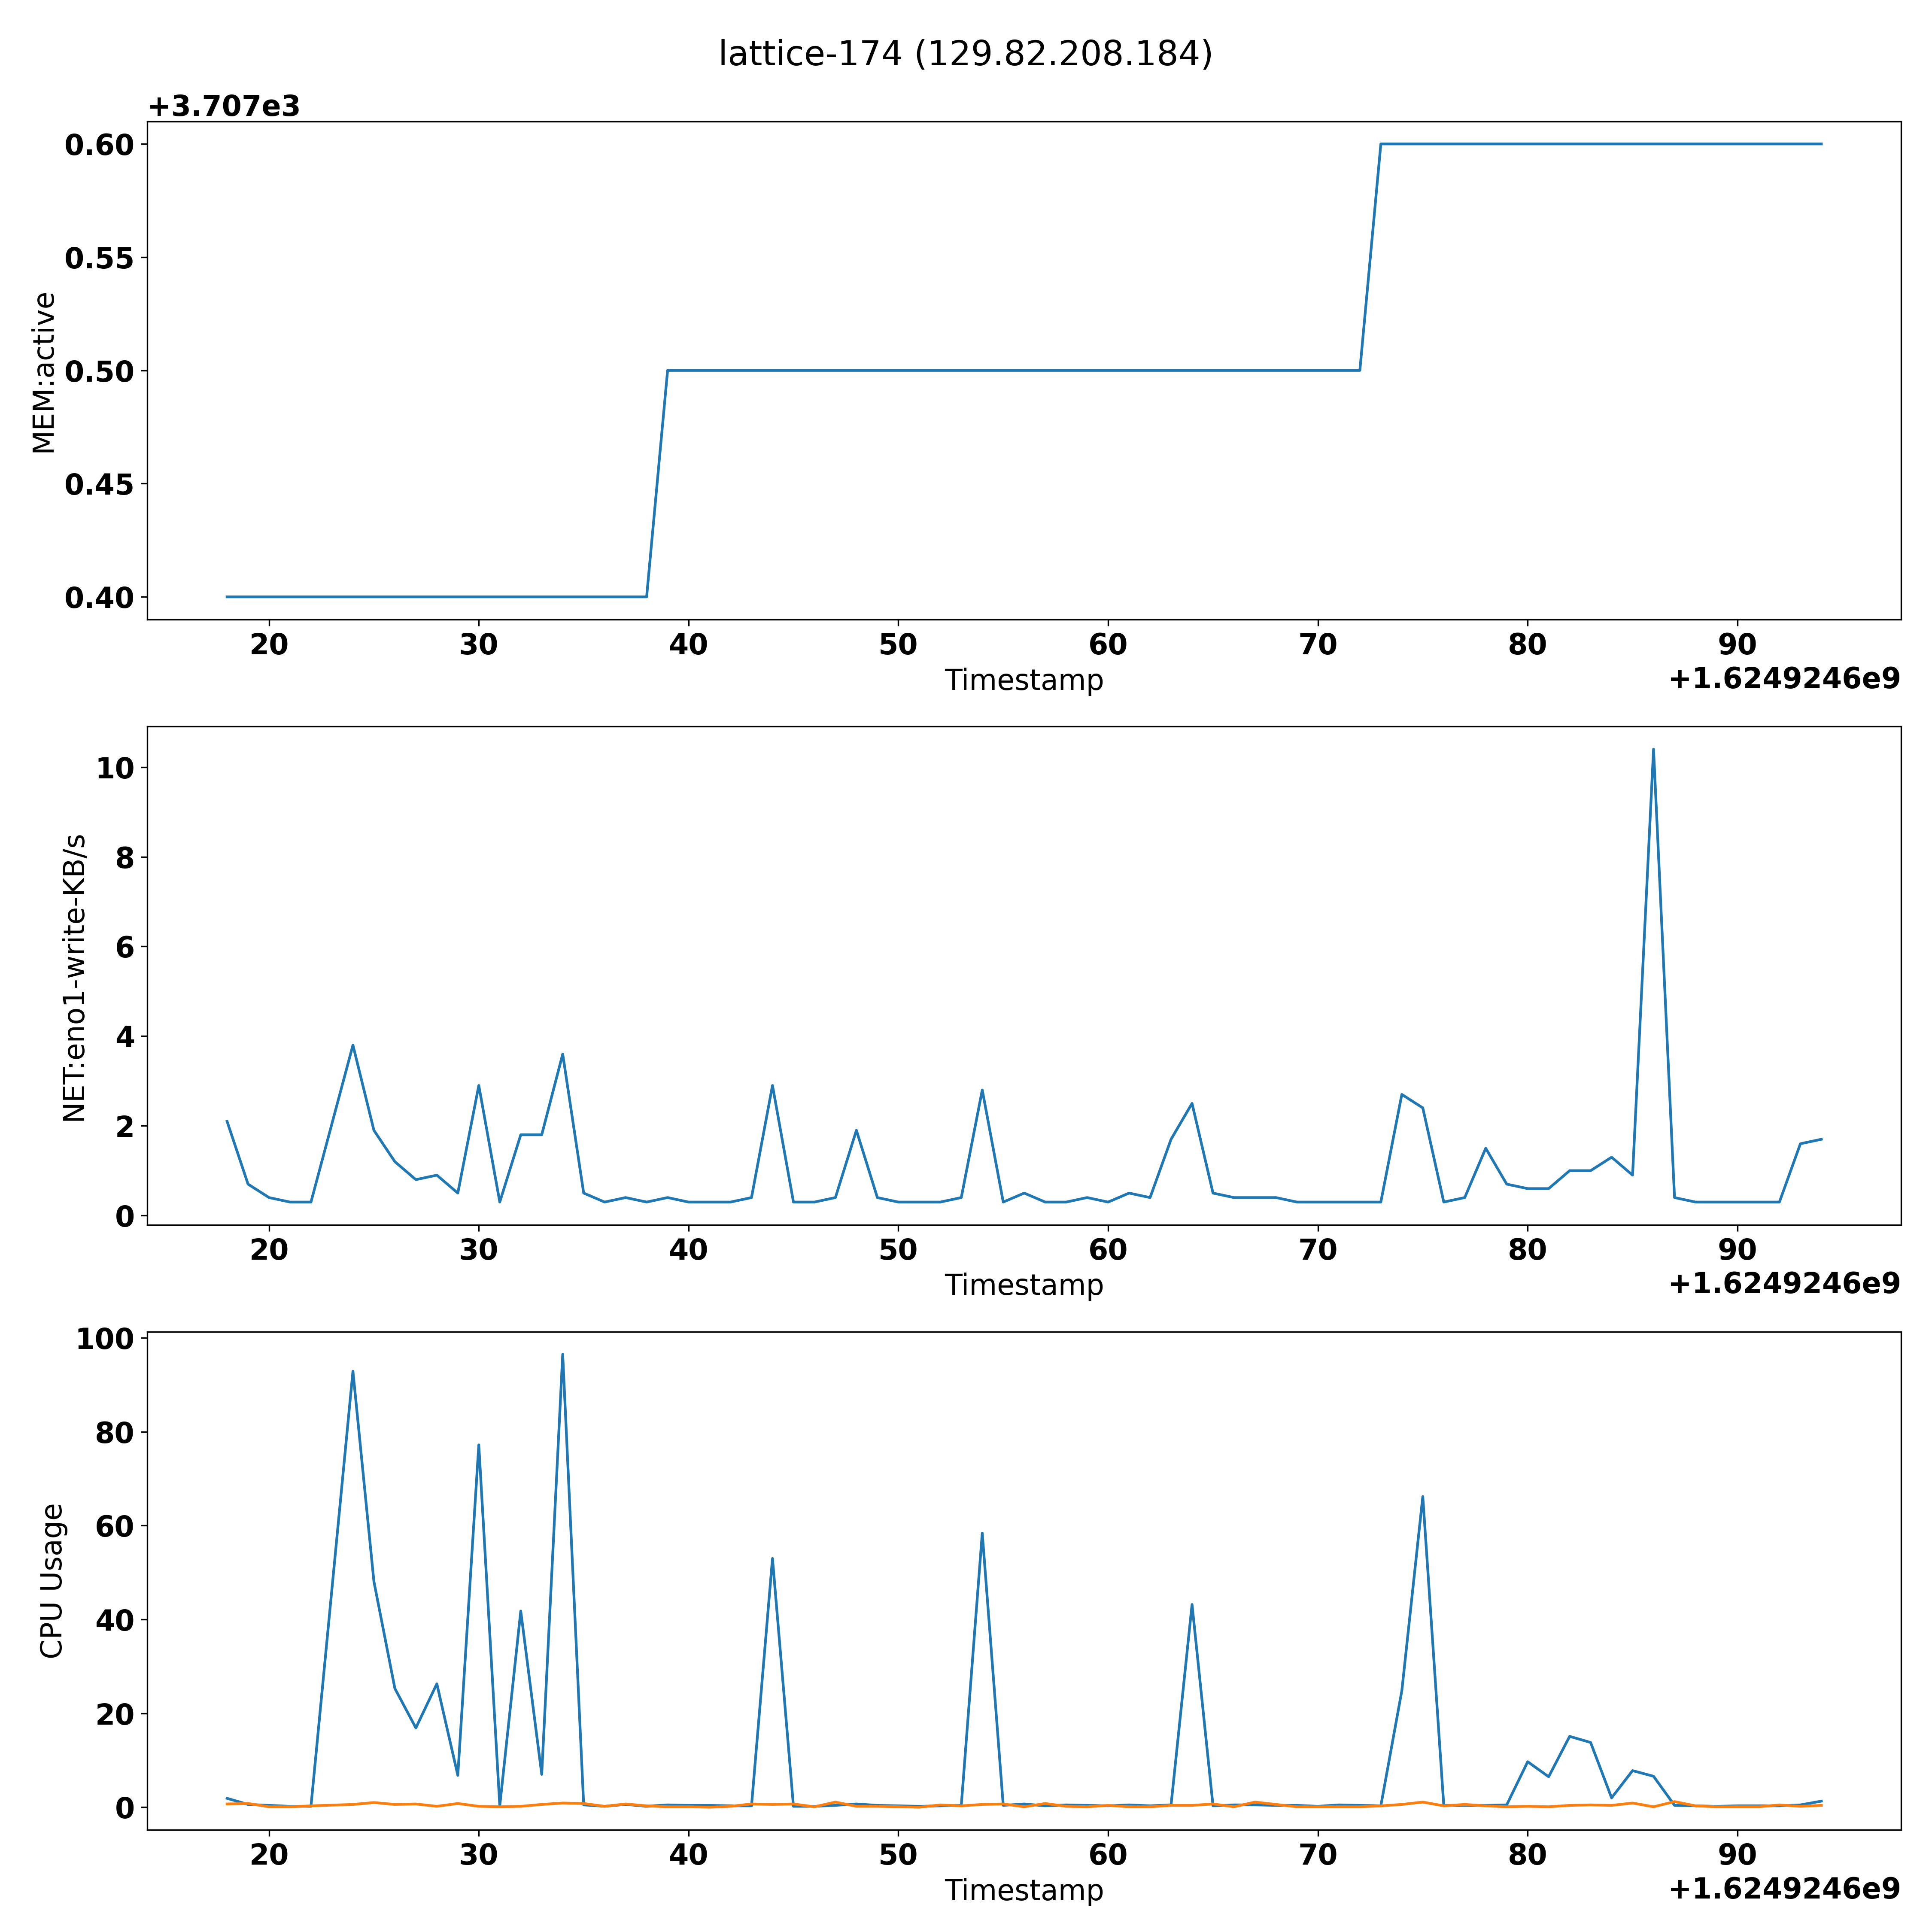 lattice-174 (129.82.208.184)
+3.707e3
0.60
0.55
0.50
0.45
0.40
MEM:active
20 30 40 50 60 70 80 90
Timestamp
+1.6249246e9
10
8
6
4
2
0
NET:eno1-write-KB/s
20 30 40 50 60 70 80 90
Timestamp
+1.6249246e9
100
80
60
40
20
0
CPU Usage
20 30 40 50 60 70 80 90
Timestamp
+1.6249246e9